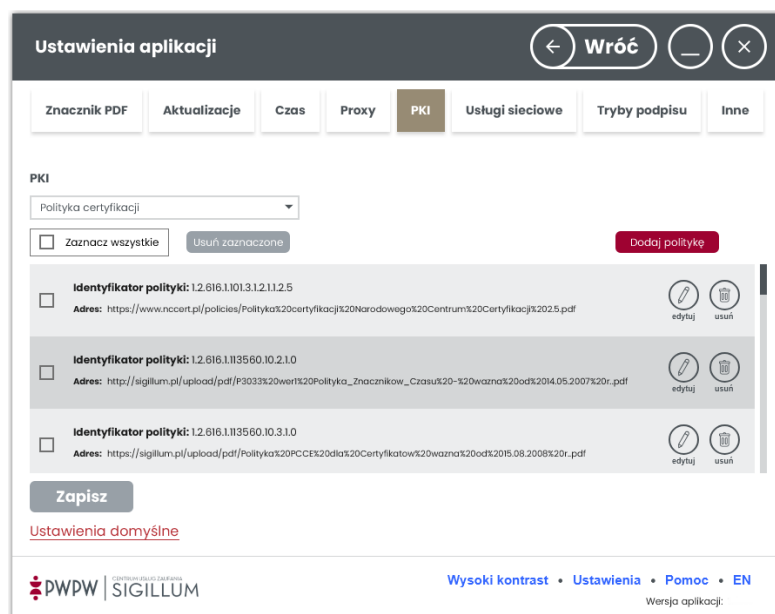 Ustawienia aplikacji
Wróć
Znacznik PDF Aktualizacje Czas Proxy PKI Usługi sieciowe Tryby podpisu Inne
PKI
Polityka certyfikacji
Zaznacz wszystkie Usuń zaznaczone Dodaj politykę
Identyfikator polityki: 1.2.616.1.101.3.1.2.1.1.2.5
Adres: https://www.nccert.pl/policies/Polityka%20certyfikacji%20Narodowego%20Centrum%20Certyfikacji%202.5.pdf
edytuj usuń
Identyfikator polityki: 1.2.616.1.113560.10.2.1.0
Adres: http://sigillum.pl/upload/pdf/P3033%20wer1%20Polityka_Znacznikow_Czasu%20-%20wazna%20od%2014.05.2007%20r..pdf
edytuj usuń
Identyfikator polityki: 1.2.616.1.113560.10.3.1.0
Adres: https://sigillum.pl/upload/pdf/Polityka%20PCCE%20dla%20Certyfikatow%20wazna%20od%2015.08.2008%20r..pdf
edytuj usuń
Zapisz
Ustawienia domyślne
PWPW CENTRUM USŁUG ZAUFANIA
SIGILLUM
Wysoki kontrast • Ustawienia • Pomoc • EN
Wersja aplikacji: